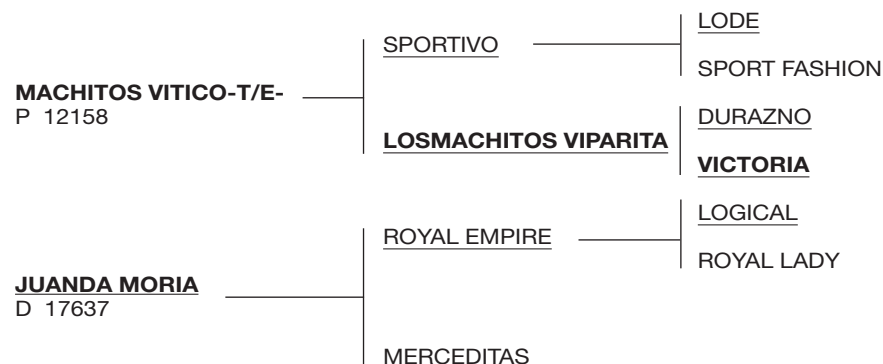 LODE
SPORTIVO
SPORT FASHION
MACHITOS VITICO-T/E-
P 12158
DURAZNO
LOSMACHITOS VIPARITA
VICTORIA
LOGICAL
ROYAL EMPIRE
ROYAL LADY
JUANDA MORIA
D 17637
MERCEDITAS